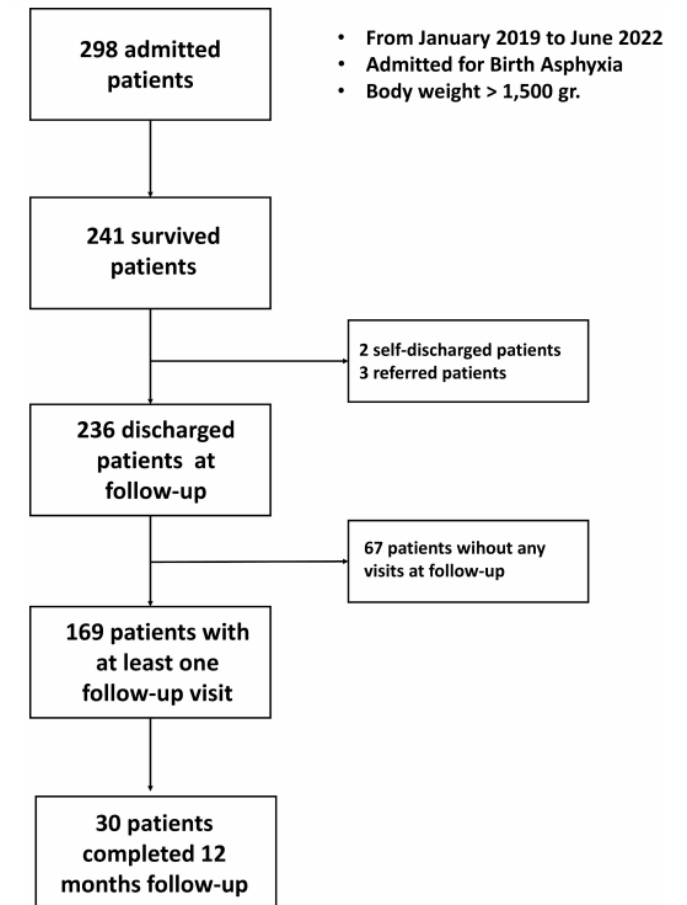 298 admitted
patients
• From January 2019 to June 2022
• Admitted for Birth Asphyxia
• Body weight > 1,500 gr.
241 survived
patients
2 self-discharged patients
3 referred patients
236 discharged
patients at
follow-up
67 patients wihout any
visits at follow-up
169 patients with
at least one
follow-up visit
30 patients
completed 12
months follow-up